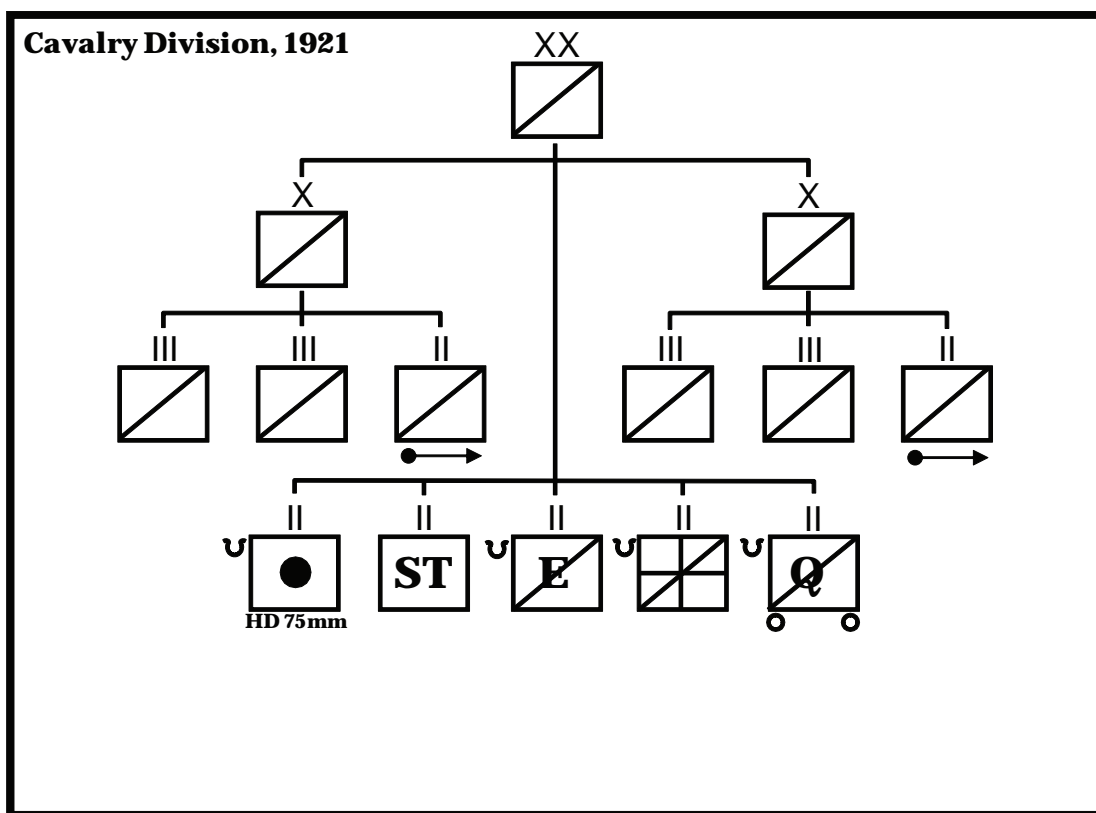 Cavalry Division, 1921
XX
X X
III III II III III II
II II II II II
ST E Q
HD 75mm